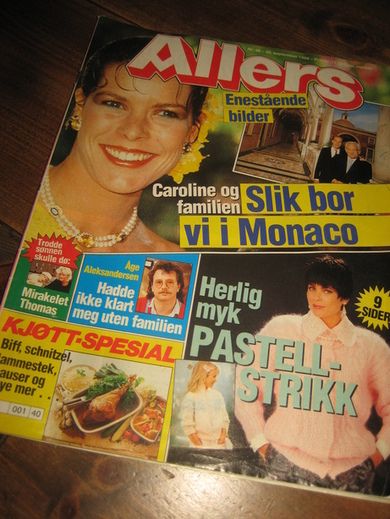 Allers
Enestående
bilder
Caroline og
familien
Slik bor
vi i Monaco
Trodde
sønnen
skulle dø:
Mirakelet
Thomas
Åge
Aleksandersen
Hadde
ikke klart
meg uten familien
Herlig
myk
PASTELL-
STRIKK
9
SIDER
KJØTT-SPESIAL
Biff, schnitzel,
lammestek,
auser og
ye mer . .
001 40